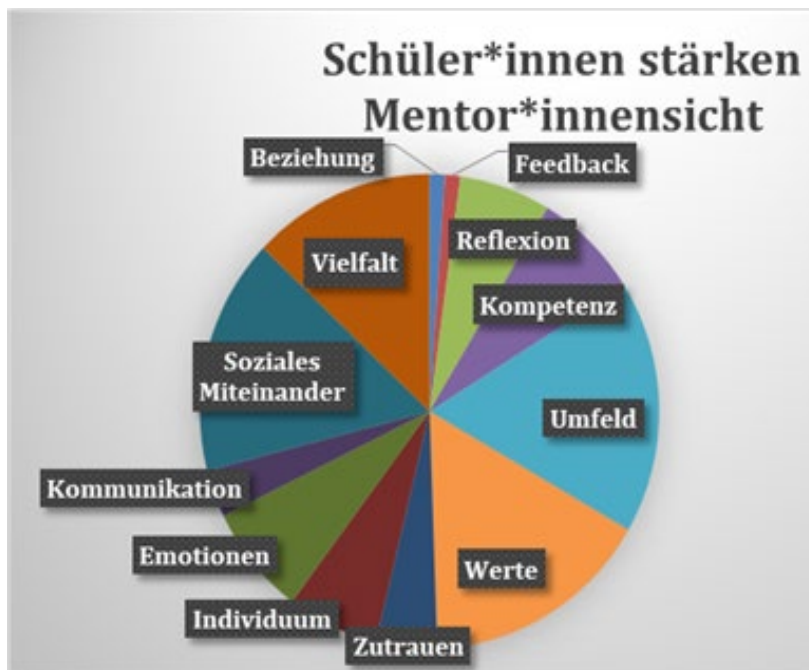 Schüler*innen stärken
Mentor*innensicht
Beziehung
Feedback
Reflexion
Kompetenz
Umfeld
Werte
Zutrauen
Individuum
Emotionen
Kommunikation
Soziales
Miteinander
Vielfalt